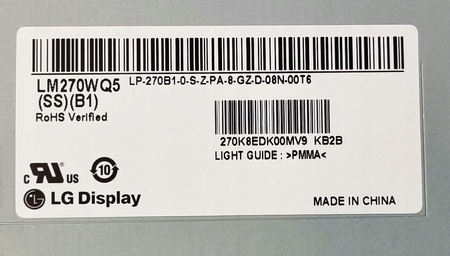 LM270WQ5 LP-270B1-0-S-Z-PA-8-GZ-D-08N-00T6
(SS)(B1)
RoHS Verified
270K8EDK00MV9 KB2B
LIGHT GUIDE : >PMMA<
c RU US 10
LG Display
MADE IN CHINA